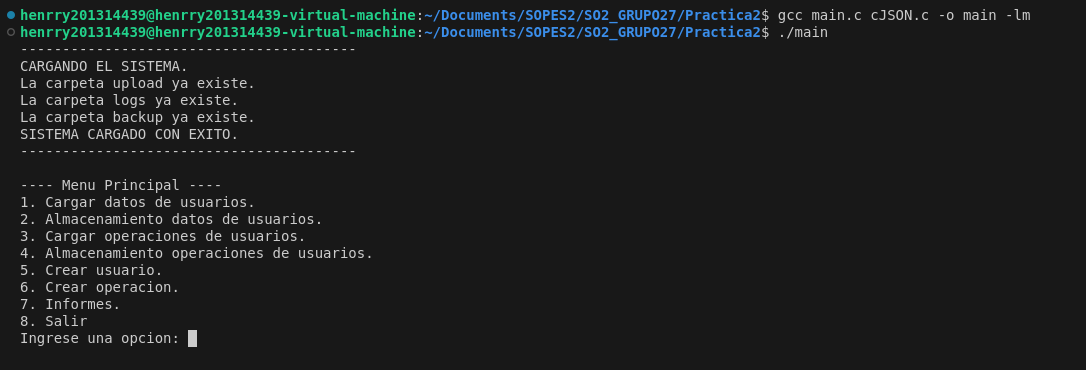 henrry201314439@henrry201314439-virtual-machine:~/Documents/SOPES2/SO2_GRUPO27/Practica2$ gcc main.c cJSON.c -o main -lm
henrry201314439@henrry201314439-virtual-machine:~/Documents/SOPES2/SO2_GRUPO27/Practica2$ ./main
----------------------------------------
CARGANDO EL SISTEMA.
La carpeta upload ya existe.
La carpeta logs ya existe.
La carpeta backup ya existe.
SISTEMA CARGADO CON EXITO.
----------------------------------------
---- Menu Principal ----
1. Cargar datos de usuarios.
2. Almacenamiento datos de usuarios.
3. Cargar operaciones de usuarios.
4. Almacenamiento operaciones de usuarios.
5. Crear usuario.
6. Crear operacion.
7. Informes.
8. Salir
Ingrese una opcion: